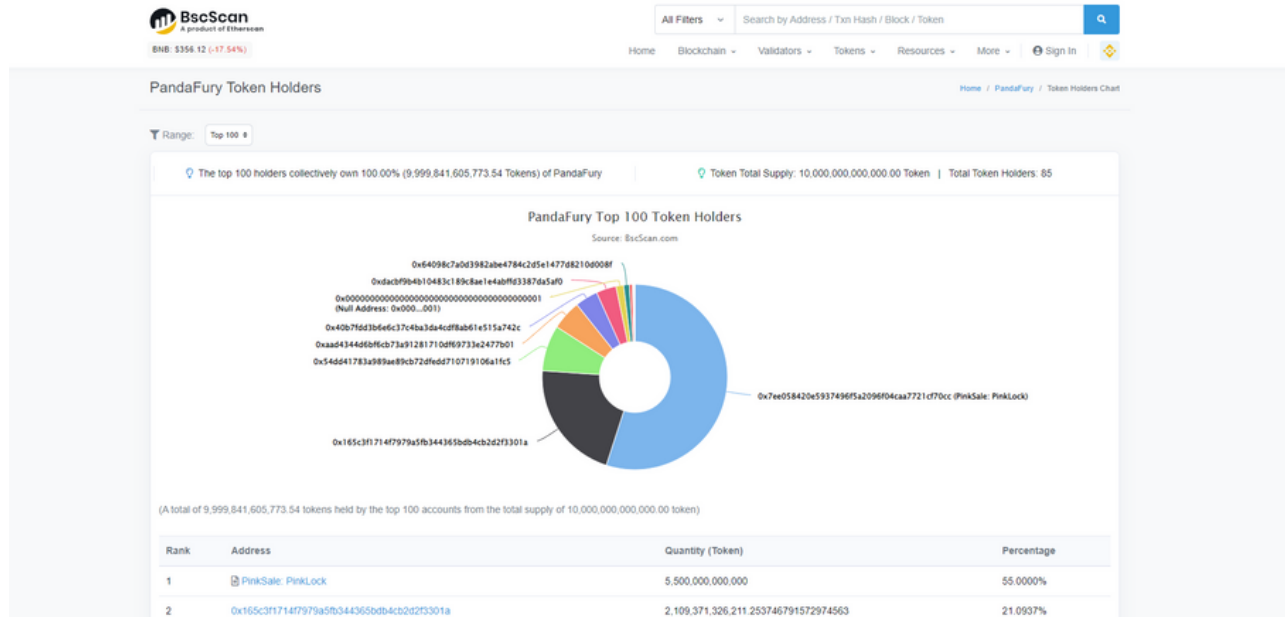 BscScan
A product of Etherscan
All Filters
Search by Address / Txn Hash / Block / Token
BNB: $356.12 (-17.54%)
Home Blockchain Validators Tokens Resources More Sign In
PandaFury Token Holders
Home / PandaFury / Token Holders Chart
Range: Top 100
The top 100 holders collectively own 100.00% (9,999,841,605,773.54 Tokens) of PandaFury
Token Total Supply: 10,000,000,000,000.00 Token | Total Token Holders: 85
PandaFury Top 100 Token Holders
Source: BscScan.com
0x64098c7a0d3982abe4784c2d5e1477d8210d008f
0xdacbf9b4b10483c189c8ae1e4abffd3387da5af0
0x0000000000000000000000000000000000000001
(Null Address: 0x000...001)
0x40b7fdd3b6e6c37c4ba3da4cdf8ab61e515a742c
0xaad4344d6bf6cb73a91281710df69733e2477b01
0x54dd41783a989ae89cb72dfedd710719106a1fc5
0x7ee058420e5937496f5a2096f04caa7721cf70cc (PinkSale: PinkLock)
0x165c3f1714f7979a5fb344365bdb4cb2d2f3301a
(A total of 9,999,841,605,773.54 tokens held by the top 100 accounts from the total supply of 10,000,000,000,000.00 token)
Rank Address Quantity (Token) Percentage
1 PinkSale: PinkLock 5,500,000,000,000 55.0000%
2 0x165c3f1714f7979a5fb344365bdb4cb2d2f3301a 2,109,371,326,211.253746791572974563 21.0937%